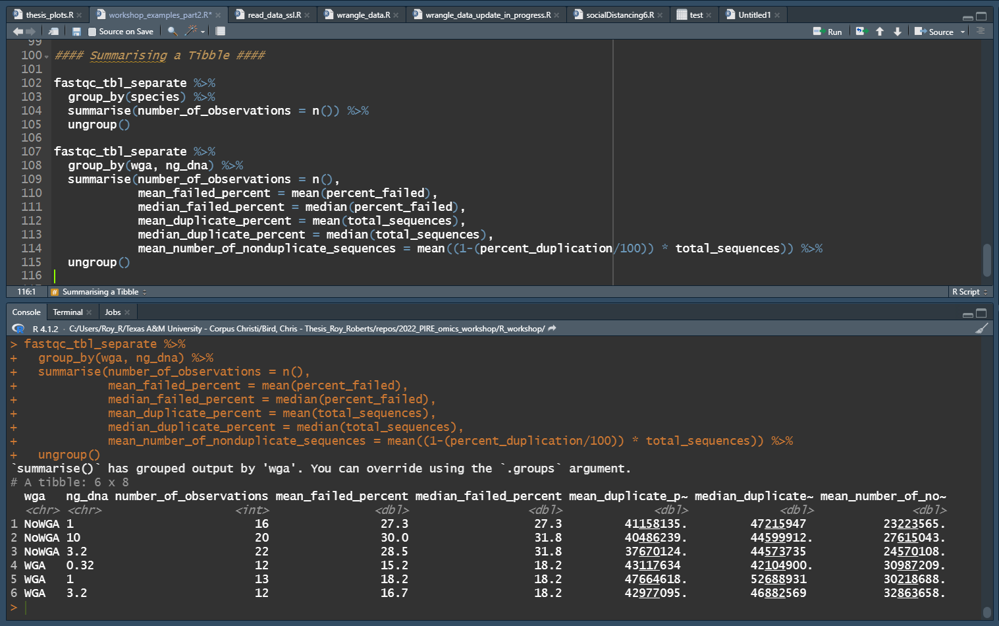 thesis_plots.R workshop_examples_part2.R* read_data_ssl.R wrangle_data.R wrangle_data_update_in_progress.R socialDistancing6.R test Untitled1
Source on Save Run Source
99
100 #### Summarising a Tibble ####
101
102 fastqc_tbl_separate %>%
103   group_by(species) %>%
104   summarise(number_of_observations = n()) %>%
105   ungroup()
106
107 fastqc_tbl_separate %>%
108   group_by(wga, ng_dna) %>%
109   summarise(number_of_observations = n(),
110             mean_failed_percent = mean(percent_failed),
111             median_failed_percent = median(percent_failed),
112             mean_duplicate_percent = mean(total_sequences),
113             median_duplicate_percent = median(total_sequences),
114             mean_number_of_nonduplicate_sequences = mean((1-(percent_duplication/100)) * total_sequences)) %>%
115   ungroup()
116
116:1 # Summarising a Tibble R Script
Console Terminal Jobs
R 4.1.2 · C:/Users/Roy_R/Texas A&M University - Corpus Christi/Bird, Chris - Thesis_Roy_Roberts/repos/2022_PIRE_omics_workshop/R_workshop/
> fastqc_tbl_separate %>%
+   group_by(wga, ng_dna) %>%
+   summarise(number_of_observations = n(),
+             mean_failed_percent = mean(percent_failed),
+             median_failed_percent = median(percent_failed),
+             mean_duplicate_percent = mean(total_sequences),
+             median_duplicate_percent = median(total_sequences),
+             mean_number_of_nonduplicate_sequences = mean((1-(percent_duplication/100)) * total_sequences)) %>%
+   ungroup()
`summarise()` has grouped output by 'wga'. You can override using the `.groups` argument.
# A tibble: 6 x 8
wga ng_dna number_of_observations mean_failed_percent median_failed_percent mean_duplicate_p~ median_duplicate~ mean_number_of_no~
<chr> <chr> <int> <dbl> <dbl> <dbl> <dbl> <dbl>
1 NoWGA 1 16 27.3 27.3 41158135. 47215947 23223565.
2 NoWGA 10 20 30.0 31.8 40486239. 44599912. 27615043.
3 NoWGA 3.2 22 28.5 31.8 37670124. 44573735 24570108.
4 WGA 0.32 12 15.2 18.2 43117634 42104900. 30987209.
5 WGA 1 13 18.2 18.2 47664618. 52688931 30218688.
6 WGA 3.2 12 16.7 18.2 42977095. 46882569 32863658.
>